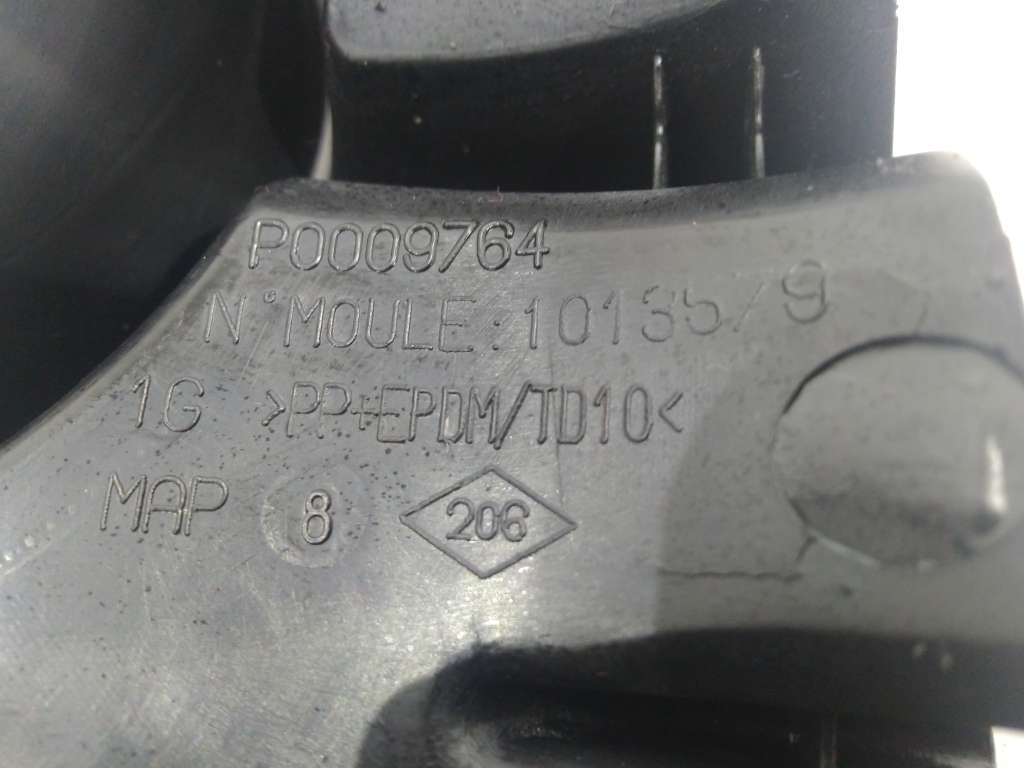 P0009764
N° MOULE: 10135/9
1G >PP+EPDM/TD10<
MAP 8 206